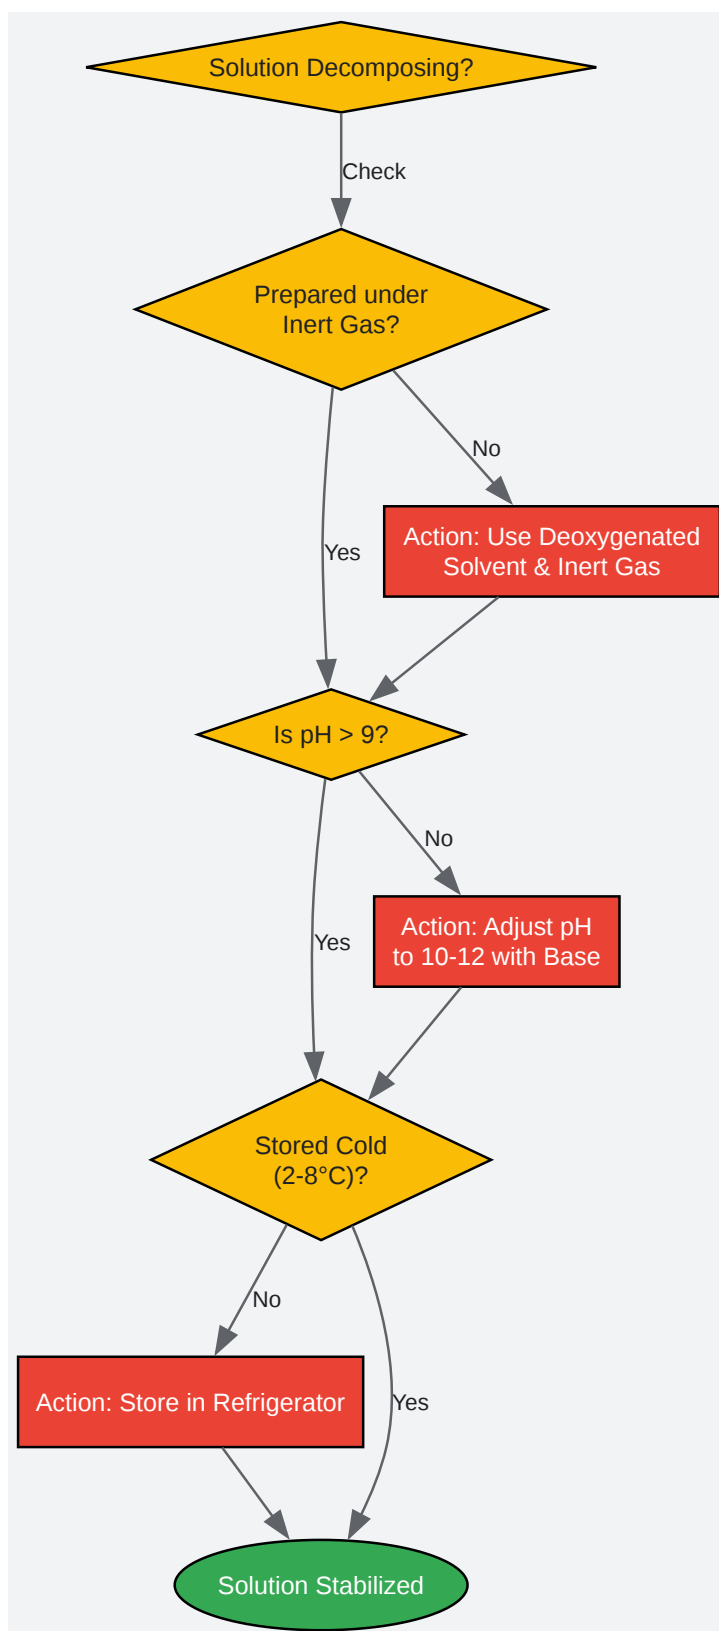 Solution Decomposing?
Check
Prepared under
Inert Gas?
No
Action: Use Deoxygenated
Solvent & Inert Gas
Yes
Is pH > 9?
No
Action: Adjust pH
to 10-12 with Base
Yes
Stored Cold
(2-8°C)?
No
Action: Store in Refrigerator
Yes
Solution Stabilized